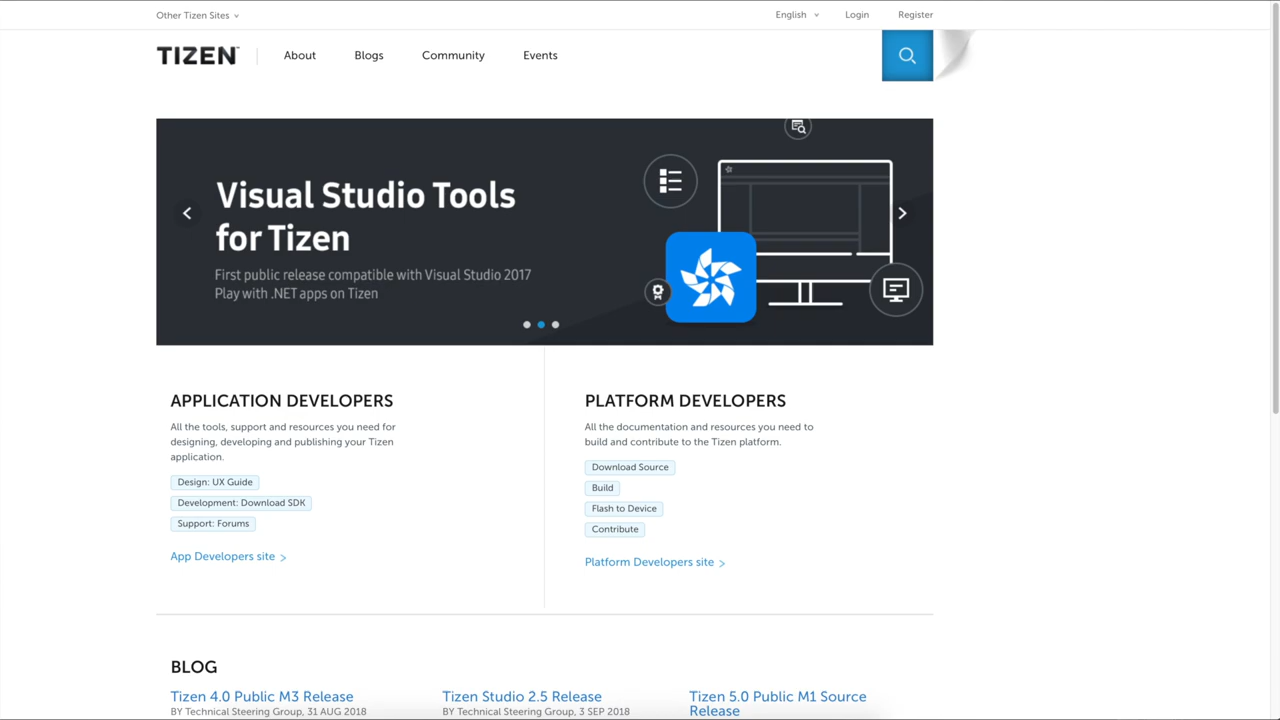 Other Tizen Sites
English
Login
Register
TIZEN™
About
Blogs
Community
Events
Visual Studio Tools
for Tizen
First public release compatible with Visual Studio 2017
Play with .NET apps on Tizen
APPLICATION DEVELOPERS
All the tools, support and resources you need for
designing, developing and publishing your Tizen
application.
Design: UX Guide
Development: Download SDK
Support: Forums
App Developers site
PLATFORM DEVELOPERS
All the documentation and resources you need to
build and contribute to the Tizen platform.
Download Source
Build
Flash to Device
Contribute
Platform Developers site
BLOG
Tizen 4.0 Public M3 Release
BY Technical Steering Group, 31 AUG 2018
Tizen Studio 2.5 Release
BY Technical Steering Group, 3 SEP 2018
Tizen 5.0 Public M1 Source
Release